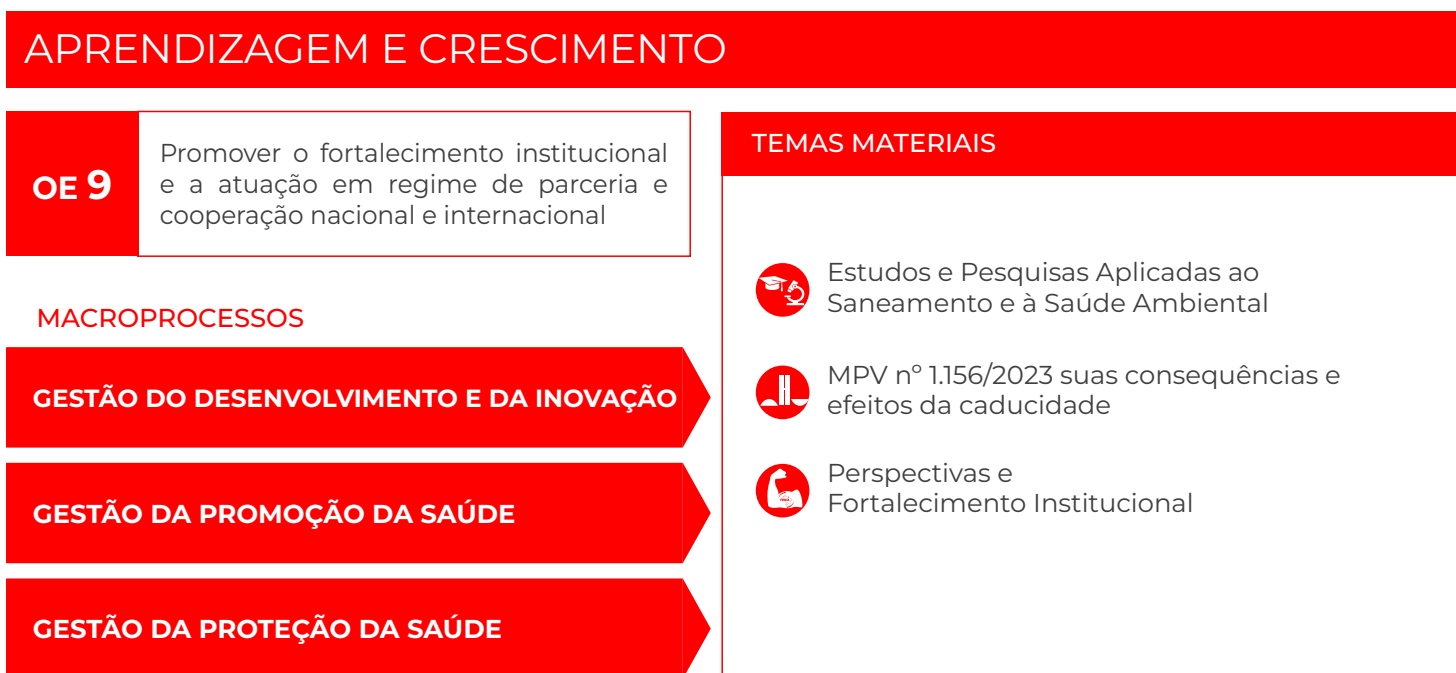 APRENDIZAGEM E CRESCIMENTO
OE 9
Promover o fortalecimento institucional
e a atuação em regime de parceria e
cooperação nacional e internacional
MACROPROCESSOS
GESTÃO DO DESENVOLVIMENTO E DA INOVAÇÃO
GESTÃO DA PROMOÇÃO DA SAÚDE
GESTÃO DA PROTEÇÃO DA SAÚDE
TEMAS MATERIAIS
Estudos e Pesquisas Aplicadas ao
Saneamento e à Saúde Ambiental
MPV nº 1.156/2023 suas consequências e
efeitos da caducidade
Perspectivas e
Fortalecimento Institucional